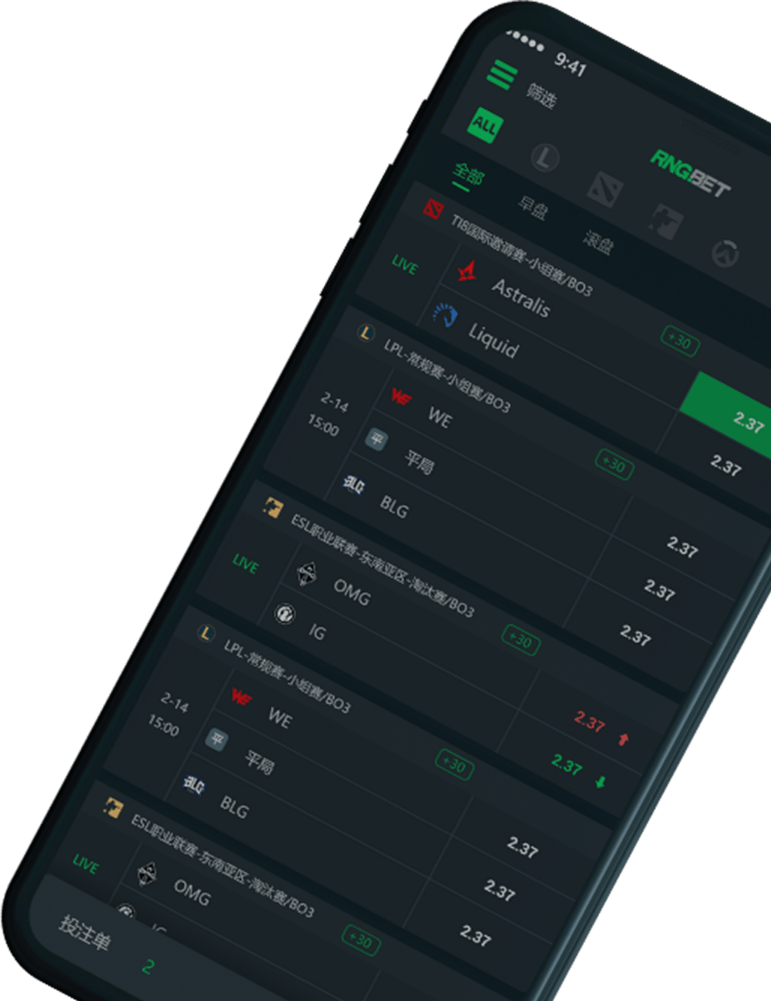 9:41
筛选
ALL
RNGBET
全部
早盘
滚盘
TI8国际邀请赛-小组赛/BO3
LIVE
Astralis
+30
2.37
Liquid
2.37
LPL-常规赛-小组赛/BO3
2-14
15:00
WE
+30
2.37
平局
2.37
BLG
2.37
ESL职业联赛-东南亚区-淘汰赛/BO3
LIVE
OMG
+30
2.37
IG
2.37
LPL-常规赛-小组赛/BO3
2-14
15:00
WE
+30
2.37
平局
2.37
BLG
2.37
ESL职业联赛-东南亚区-淘汰赛/BO3
LIVE
OMG
+30
投注单
2